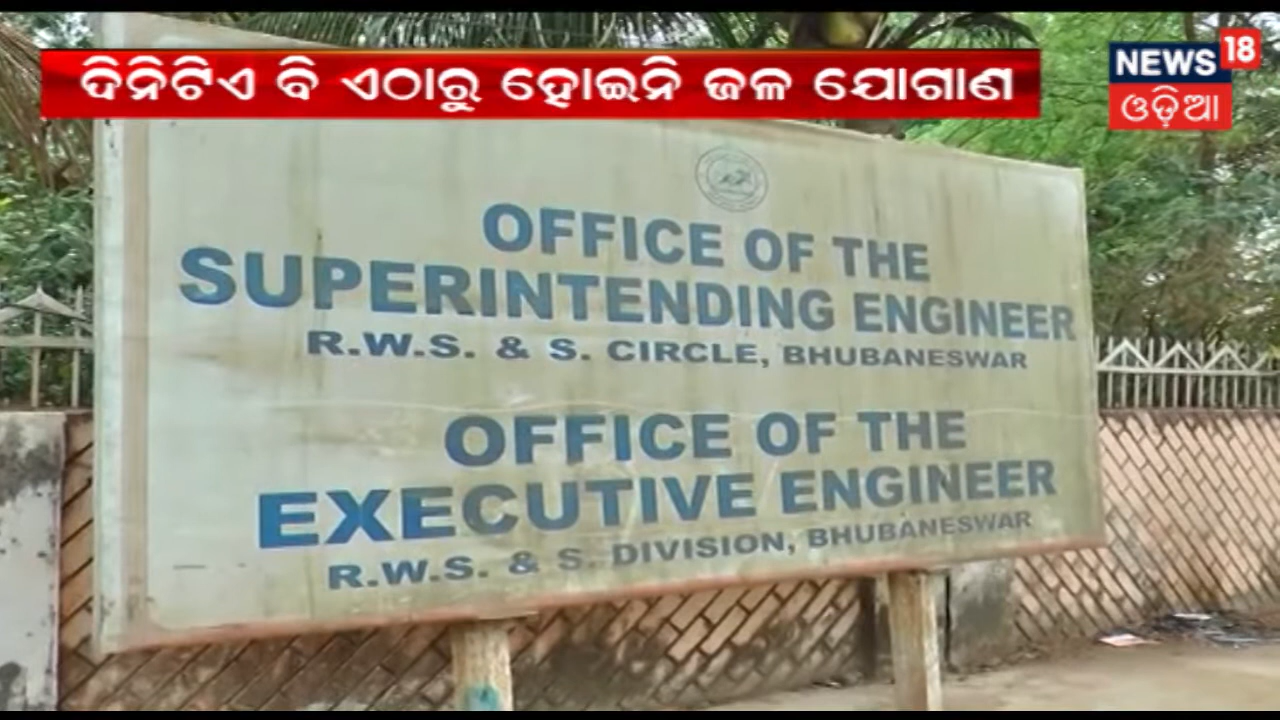 ଦିନିଟିଏ ବି ଏଠାରୁ ହୋଇନି ଜଳ ଯୋଗାଣ
NEWS 18
ଓଡ଼ିଆ
OFFICE OF THE
SUPERINTENDING ENGINEER
R.W.S. & S. CIRCLE, BHUBANESWAR
OFFICE OF THE
EXECUTIVE ENGINEER
R.W.S. & S. DIVISION, BHUBANESWAR